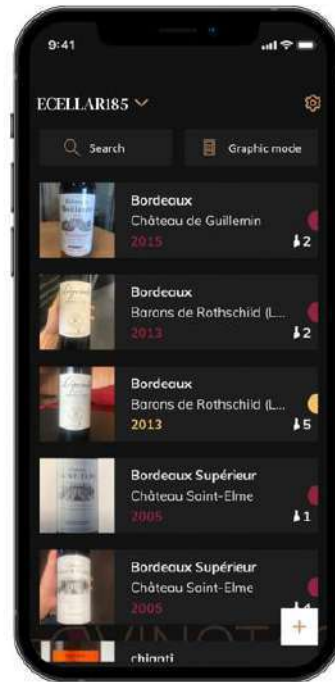 9:41
ECELLAR185
Search
Graphic mode
Bordeaux
Château de Guillemin
2015
2
Bordeaux
Barons de Rothschild (L...
2013
2
Bordeaux
Barons de Rothschild (L...
2013
5
Bordeaux Supérieur
Château Saint-Elme
2005
1
Bordeaux Supérieur
Château Saint-Elme
2005
4
+
chianti